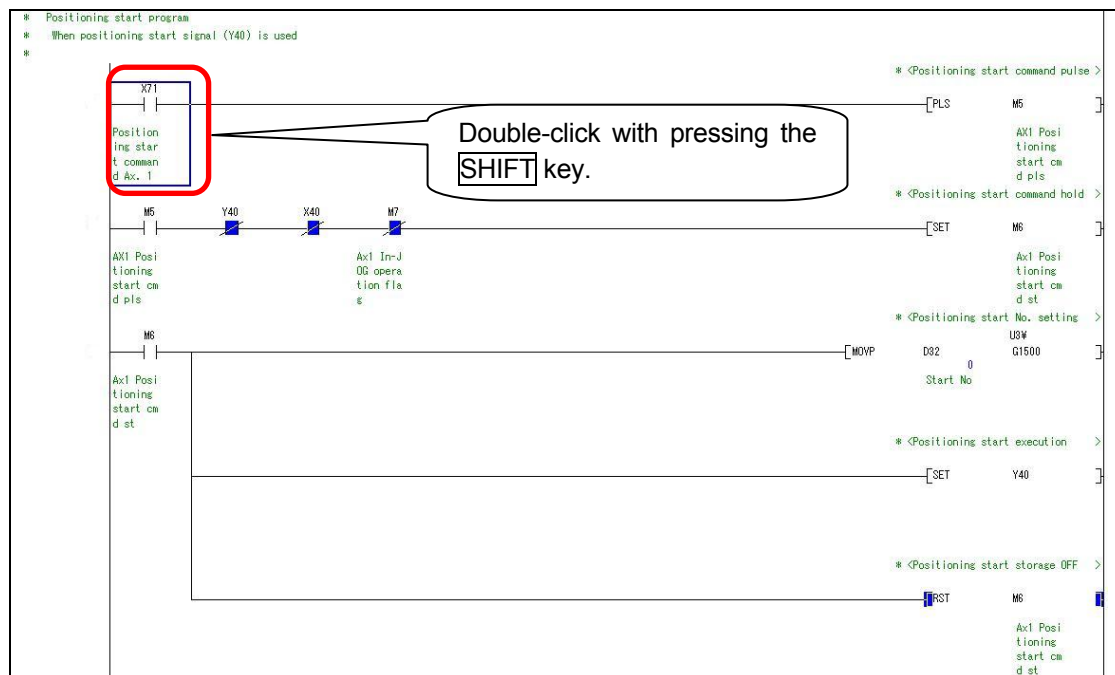 * Positioning start program
* When positioning start signal (Y40) is used
*
* <Positioning start command pulse >
X71
[PLS M5 ]
Position
ing star
t comman
d Ax. 1
AX1 Posi
tioning
start cm
d pls
Double-click with pressing the
SHIFT key.
* <Positioning start command hold >
M5 Y40 X40 M7
[SET M6 ]
AX1 Posi
tioning
start cm
d pls
Ax1 In-J
OG opera
tion fla
g
Ax1 Posi
tioning
start cm
d st
* <Positioning start No. setting >
M6
U3¥
[MOVP D32 G1500 ]
0
Start No
Ax1 Posi
tioning
start cm
d st
* <Positioning start execution >
[SET Y40 ]
* <Positioning start storage OFF >
[RST M6 ]
Ax1 Posi
tioning
start cm
d st